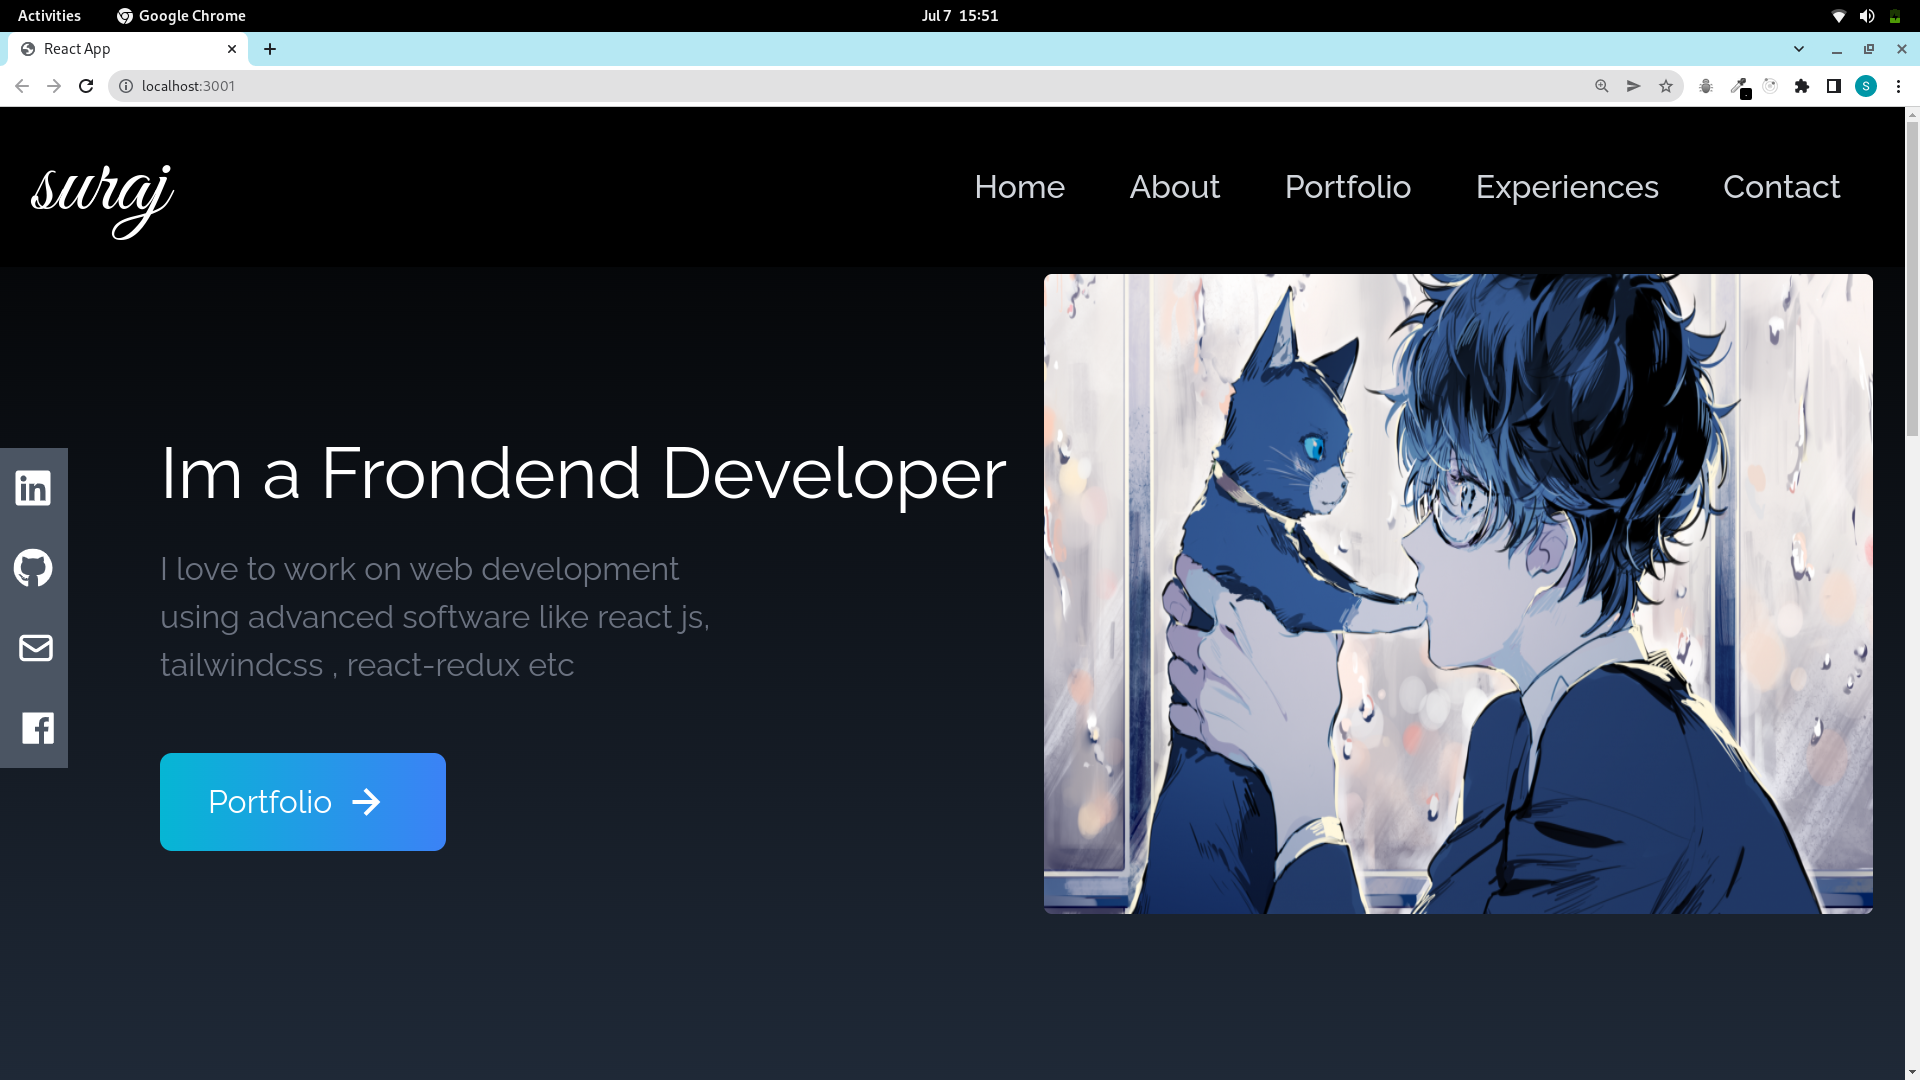 Activities Google Chrome Jul 7 15:51
React App
localhost:3001 S
suraj Home About Portfolio Experiences Contact
Im a Frondend Developer
in
I love to work on web development
using advanced software like react js,
tailwindcss , react-redux etc
Portfolio